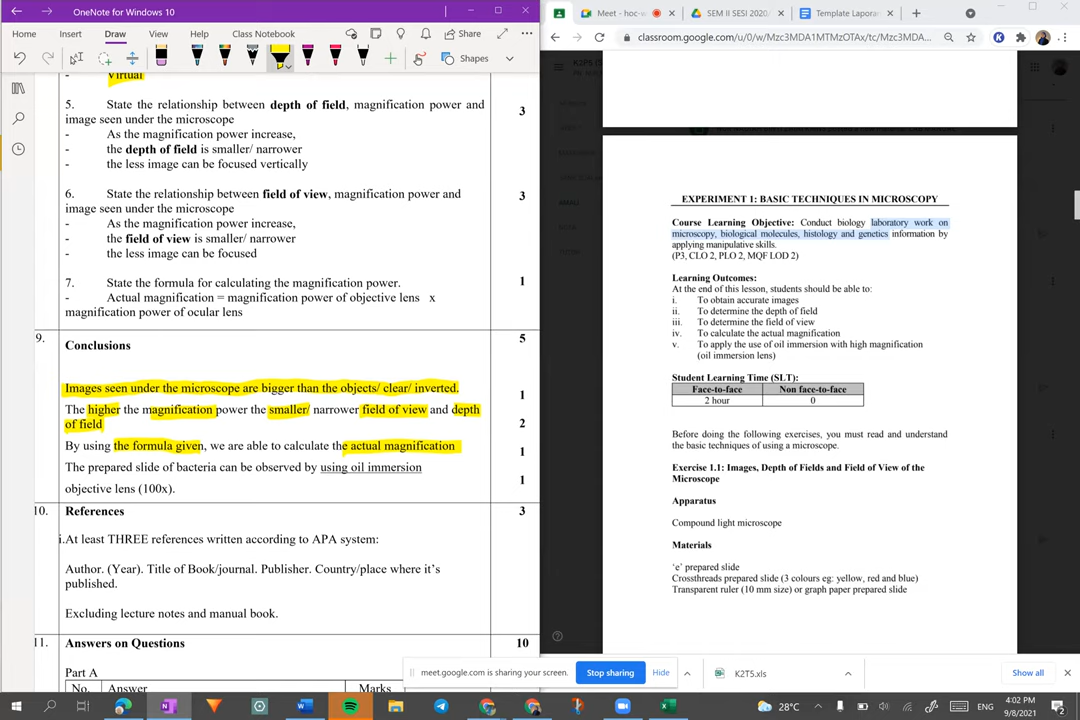 OneNote for Windows 10
Home Insert Draw View Help Class Notebook Share
Shapes
Virtual
5. State the relationship between depth of field, magnification power and 3
image seen under the microscope
- As the magnification power increase,
- the depth of field is smaller/ narrower
- the less image can be focused vertically
6. State the relationship between field of view, magnification power and 3
image seen under the microscope
- As the magnification power increase,
- the field of view is smaller/ narrower
- the less image can be focused
7. State the formula for calculating the magnification power. 1
- Actual magnification = magnification power of objective lens x
magnification power of ocular lens
9. Conclusions 5
Images seen under the microscope are bigger than the objects/ clear/ inverted. 1
The higher the magnification power the smaller/ narrower field of view and depth
of field 2
By using the formula given, we are able to calculate the actual magnification 1
The prepared slide of bacteria can be observed by using oil immersion
objective lens (100x). 1
10. References 3
i.At least THREE references written according to APA system:
Author. (Year). Title of Book/journal. Publisher. Country/place where it's
published.
Excluding lecture notes and manual book.
11. Answers on Questions 10
Part A
No. Answer Marks
Meet - hoc-w SEM II SESI 2020/ Template Laporan
classroom.google.com/u/0/w/Mzc3MDA1MTMzOTAx/tc/Mzc3MDA...
EXPERIMENT 1: BASIC TECHNIQUES IN MICROSCOPY
Course Learning Objective: Conduct biology laboratory work on
microscopy, biological molecules, histology and genetics information by
applying manipulative skills.
(P3, CLO 2, PLO 2, MQF LOD 2)
Learning Outcomes:
At the end of this lesson, students should be able to:
i. To obtain accurate images
ii. To determine the depth of field
iii. To determine the field of view
iv. To calculate the actual magnification
v. To apply the use of oil immersion with high magnification
(oil immersion lens)
Student Learning Time (SLT):
Face-to-face Non face-to-face
2 hour 0
Before doing the following exercises, you must read and understand
the basic techniques of using a microscope.
Exercise 1.1: Images, Depth of Fields and Field of View of the
Microscope
Apparatus
Compound light microscope
Materials
'e' prepared slide
Crossthreads prepared slide (3 colours eg: yellow, red and blue)
Transparent ruler (10 mm size) or graph paper prepared slide
meet.google.com is sharing your screen. Stop sharing Hide
K2T5.xls Show all
28°C ENG 4:02 PM
9/8/2021